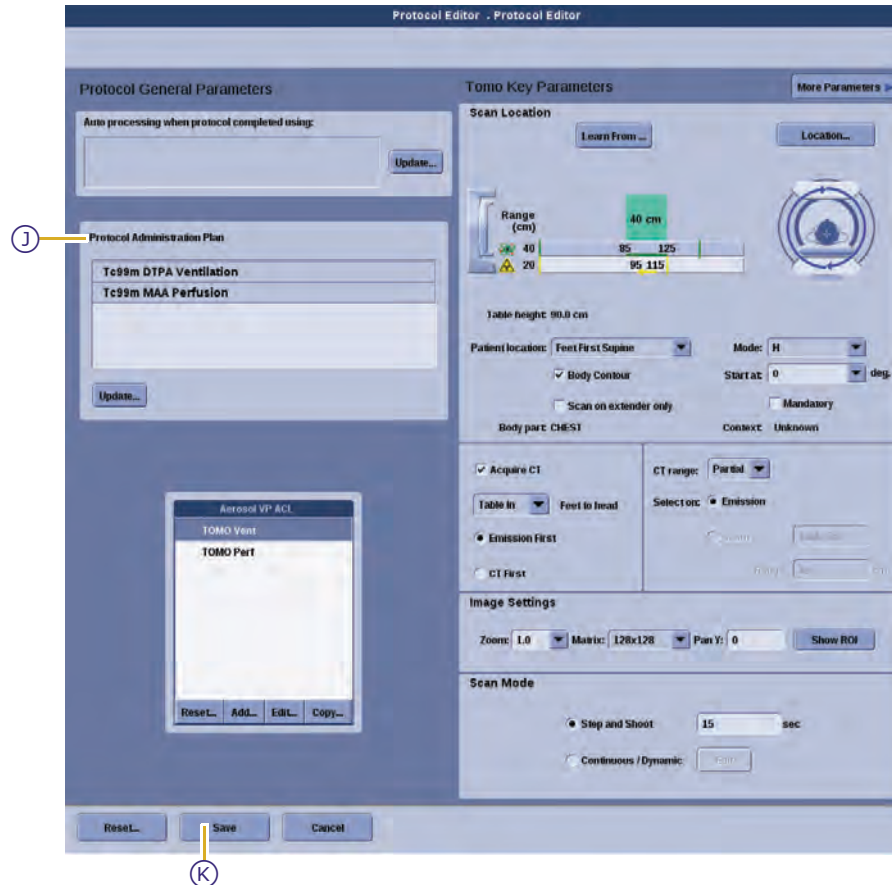 Protocol Editor . Protocol Editor
Protocol General Parameters
Auto processing when protocol completed using:
Update...
J
Protocol Administration Plan
Tc99m DTPA Ventilation
Tc99m MAA Perfusion
Update...
Aerosol VP ACL
TOMO Vent
TOMO Perf
Reset... Add... Edit... Copy...
Tomo Key Parameters
More Parameters
Scan Location
Learn From ...
Location...
Range
(cm)
40 cm
40 85 125
20 95 115
Table height: 90.0 cm
Patient location: Feet First Supine Mode: H
Body Contour Start at: 0 deg.
Scan on extender only Mandatory
Body part: CHEST Context: Unknown
Acquire CT CT range: Partial
Table In Feet to head Select on: Emission
Emission First
CT First
cm
Image Settings
Zoom: 1.0 Matrix: 128x128 Pan Y: 0 Show ROI
Scan Mode
Step and Shoot 15 sec
Continuous / Dynamic
Reset... Save Cancel
K